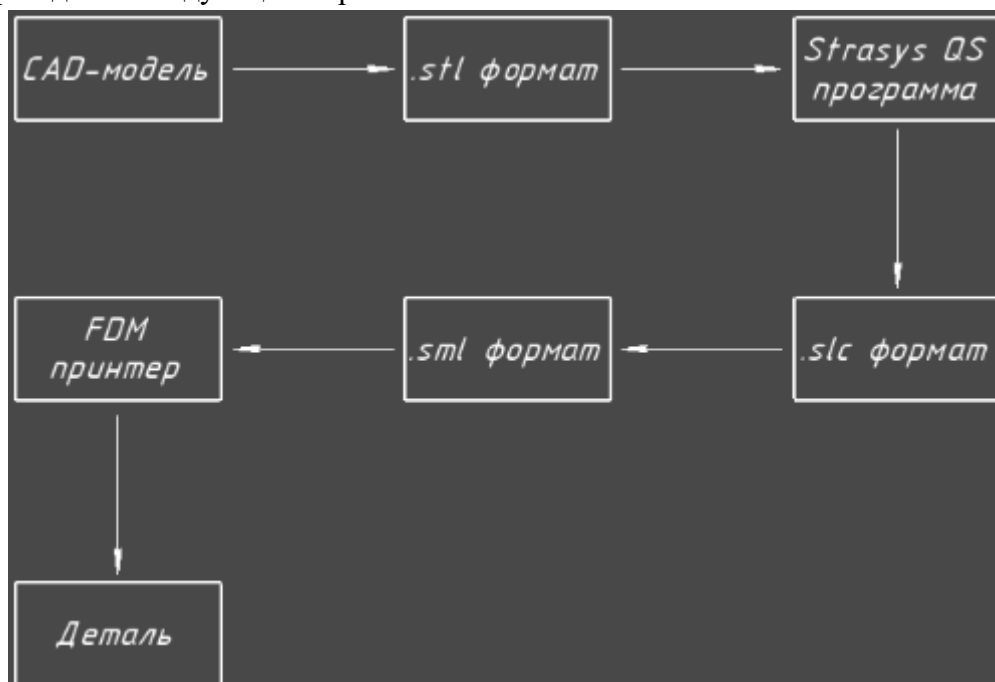 CAD-модель
.stl формат
Strasys QS
программа
FDM
принтер
.sml формат
.slc формат
Деталь